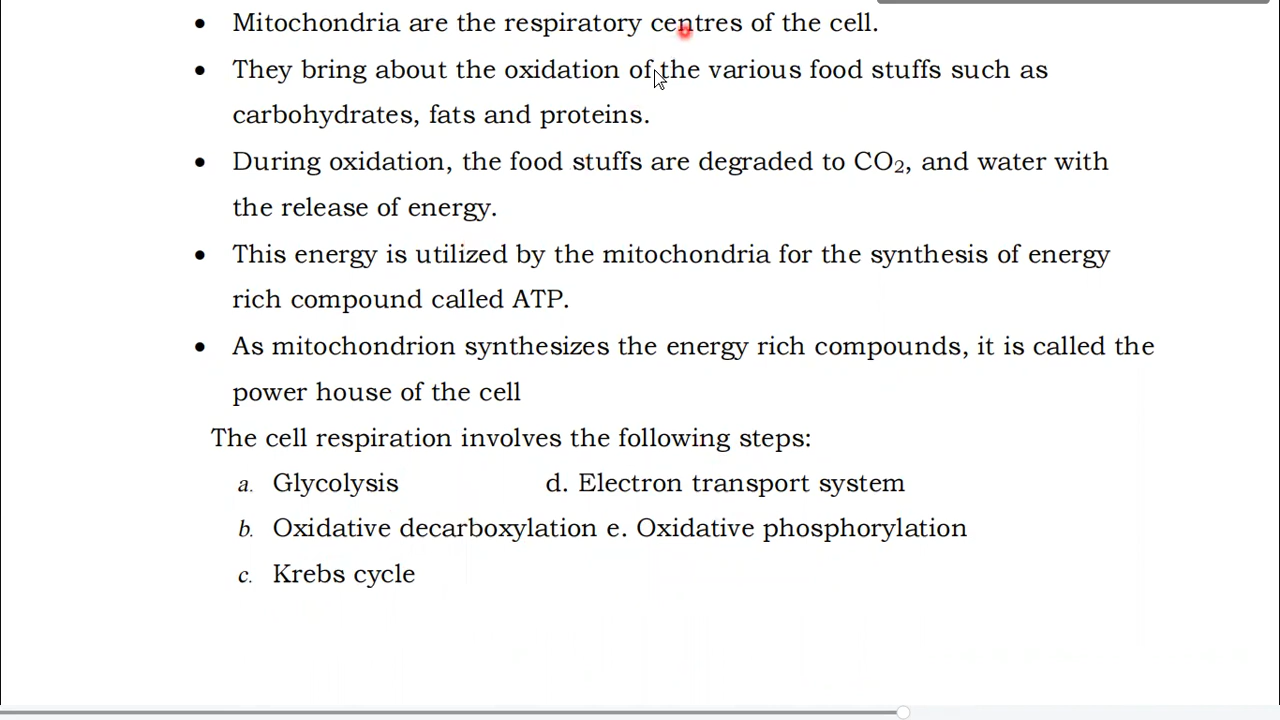 • Mitochondria are the respiratory centres of the cell.
• They bring about the oxidation of the various food stuffs such as
carbohydrates, fats and proteins.
• During oxidation, the food stuffs are degraded to CO₂, and water with
the release of energy.
• This energy is utilized by the mitochondria for the synthesis of energy
rich compound called ATP.
• As mitochondrion synthesizes the energy rich compounds, it is called the
power house of the cell
The cell respiration involves the following steps:
a. Glycolysis d. Electron transport system
b. Oxidative decarboxylation e. Oxidative phosphorylation
c. Krebs cycle